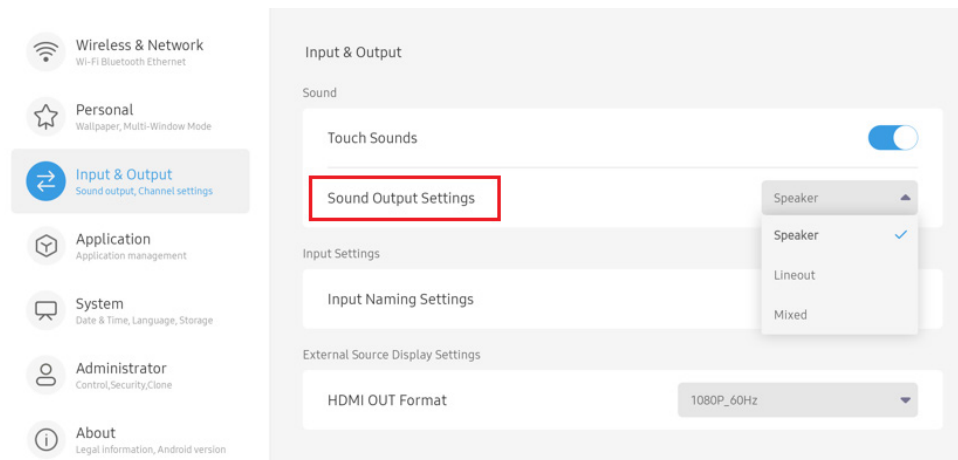 Wireless & Network
Wi-Fi Bluetooth Ethernet
Personal
Wallpaper, Multi-Window Mode
Input & Output
Sound output, Channel settings
Application
Application management
System
Date & Time, Language, Storage
Administrator
Control,Security,Clone
About
Legal information, Android version
Input & Output
Sound
Touch Sounds
Sound Output Settings
Speaker
Speaker
Lineout
Mixed
Input Settings
Input Naming Settings
External Source Display Settings
HDMI OUT Format
1080P_60Hz